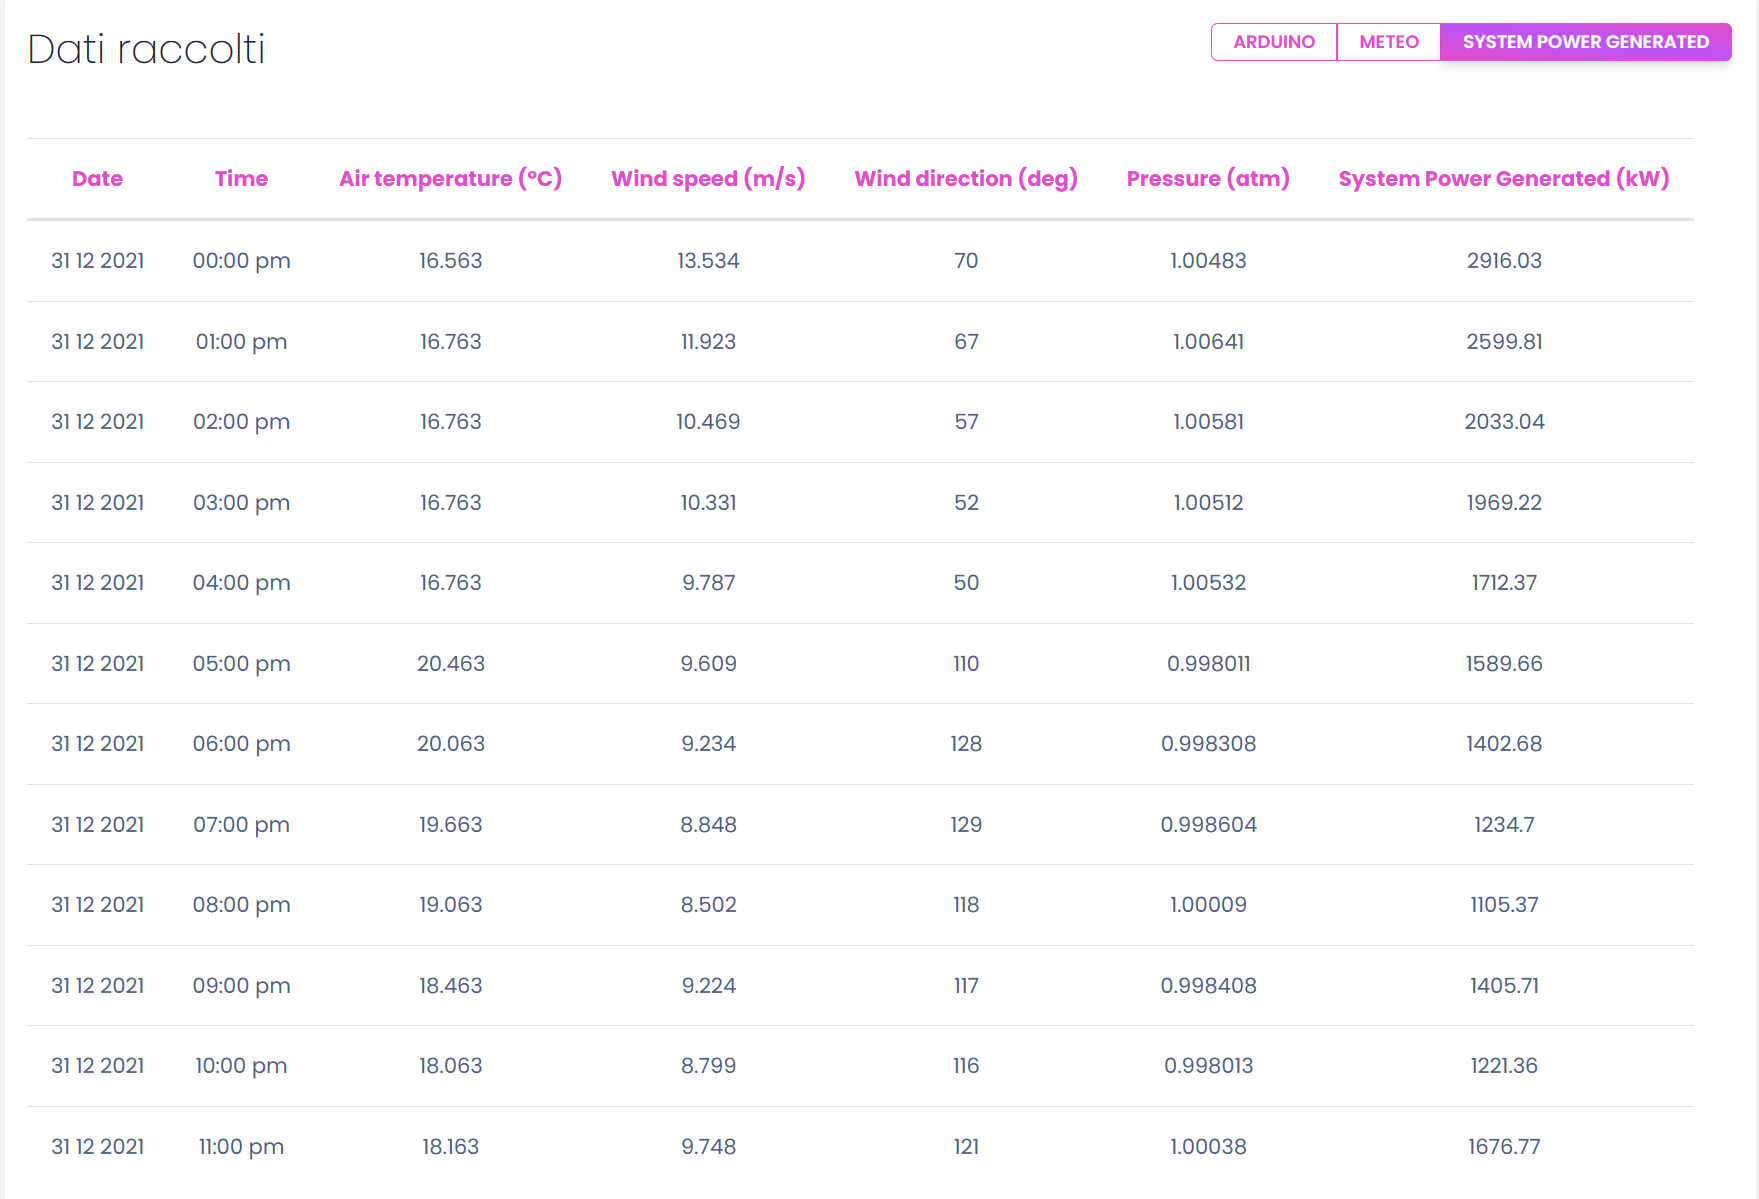 Dati raccolti
ARDUINO METEO SYSTEM POWER GENERATED
Date Time Air temperature (°C) Wind speed (m/s) Wind direction (deg) Pressure (atm) System Power Generated (kW)
31 12 2021 00:00 pm 16.563 13.534 70 1.00483 2916.03
31 12 2021 01:00 pm 16.763 11.923 67 1.00641 2599.81
31 12 2021 02:00 pm 16.763 10.469 57 1.00581 2033.04
31 12 2021 03:00 pm 16.763 10.331 52 1.00512 1969.22
31 12 2021 04:00 pm 16.763 9.787 50 1.00532 1712.37
31 12 2021 05:00 pm 20.463 9.609 110 0.998011 1589.66
31 12 2021 06:00 pm 20.063 9.234 128 0.998308 1402.68
31 12 2021 07:00 pm 19.663 8.848 129 0.998604 1234.7
31 12 2021 08:00 pm 19.063 8.502 118 1.00009 1105.37
31 12 2021 09:00 pm 18.463 9.224 117 0.998408 1405.71
31 12 2021 10:00 pm 18.063 8.799 116 0.998013 1221.36
31 12 2021 11:00 pm 18.163 9.748 121 1.00038 1676.77